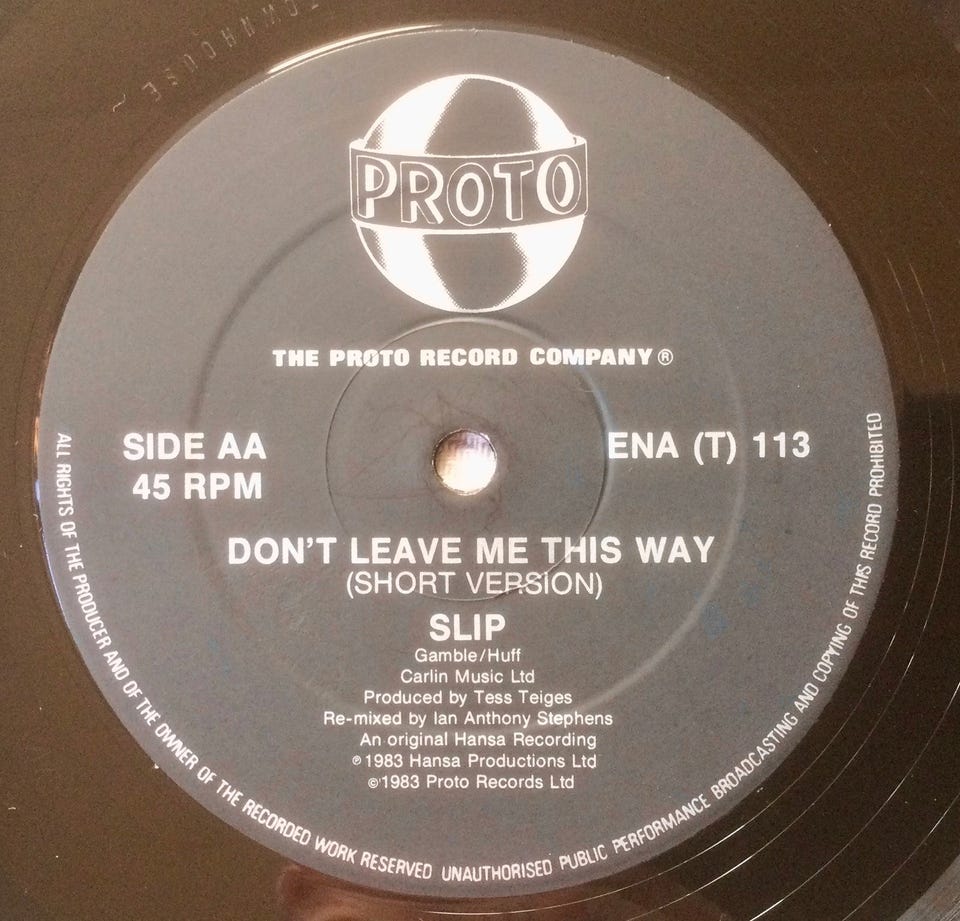 TOWNHOUSE
PROTO
THE PROTO RECORD COMPANY ®
SIDE AA
45 RPM
ENA (T) 113
DON'T LEAVE ME THIS WAY
(SHORT VERSION)
SLIP
Gamble/Huff
Carlin Music Ltd
Produced by Tess Teiges
Re-mixed by Ian Anthony Stephens
An original Hansa Recording
℗ 1983 Hansa Productions Ltd
© 1983 Proto Records Ltd
ALL RIGHTS OF THE PRODUCER AND OF THE OWNER OF THE RECORDED WORK RESERVED UNAUTHORISED PUBLIC PERFORMANCE BROADCASTING AND COPYING OF THIS RECORD PROHIBITED